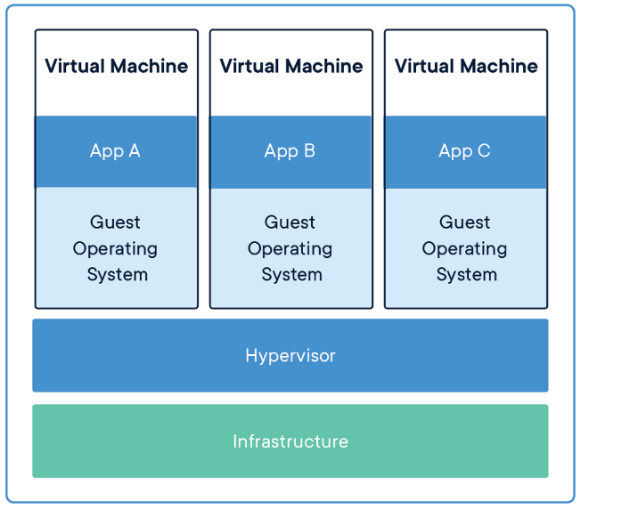 Virtual Machine
Virtual Machine
Virtual Machine
App A
App B
App C
Guest
Operating
System
Guest
Operating
System
Guest
Operating
System
Hypervisor
Infrastructure